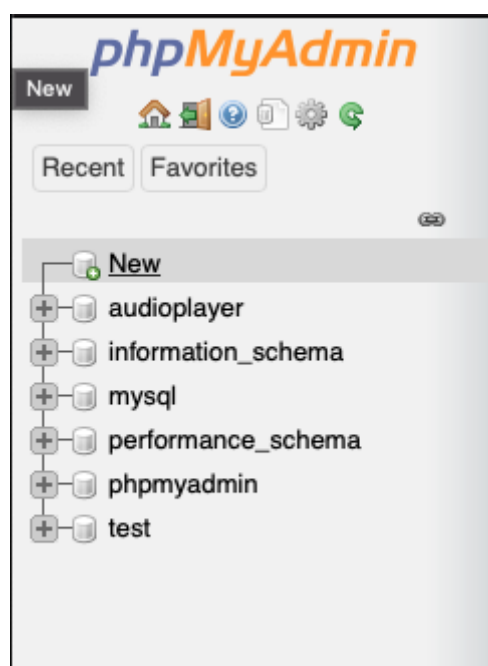 phpMyAdmin
New
Recent Favorites
New
audioplayer
information_schema
mysql
performance_schema
phpmyadmin
test